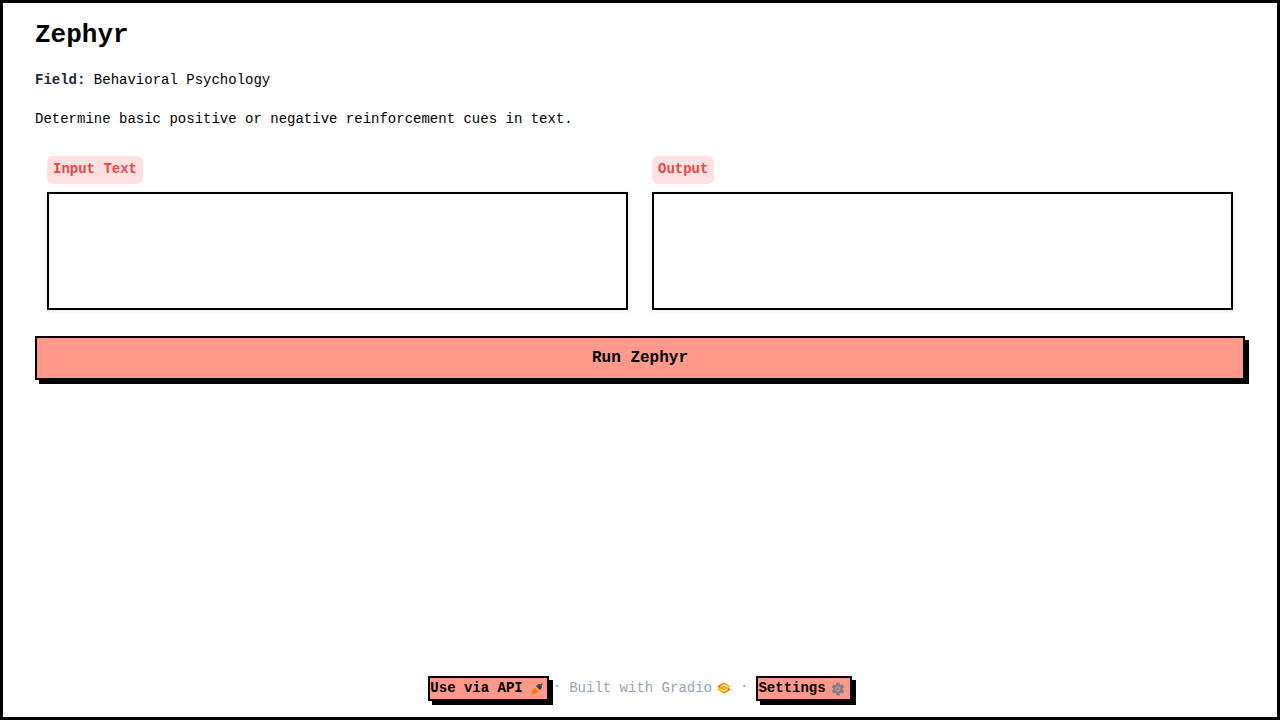 Zephyr
Field: Behavioral Psychology
Determine basic positive or negative reinforcement cues in text.
Input Text
Output
Run Zephyr
Use via API · Built with Gradio · Settings